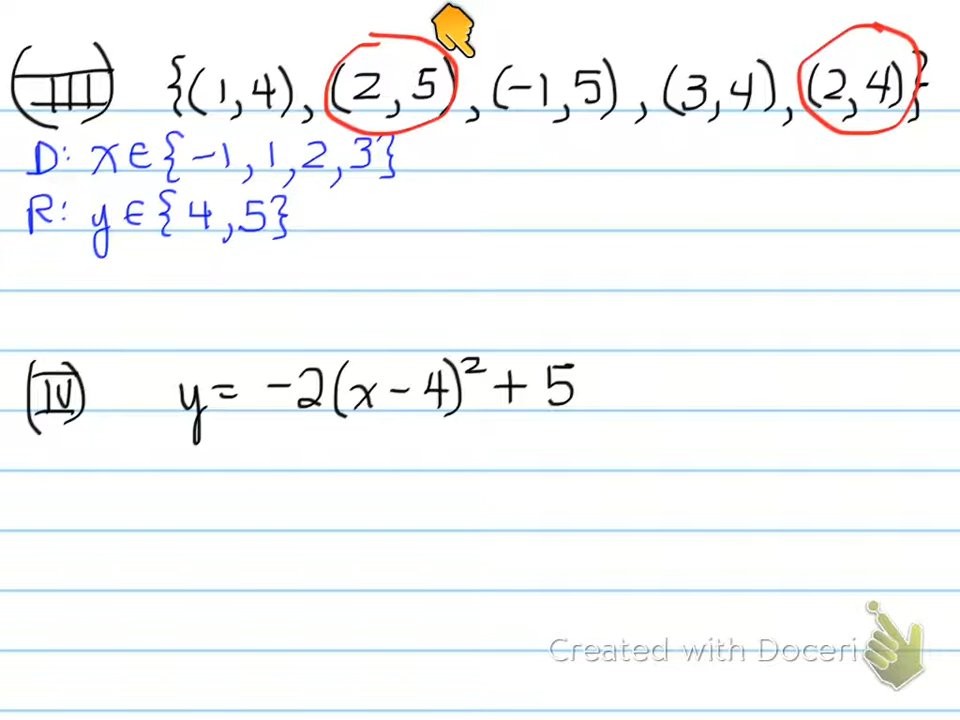 (III) {(1,4), (2,5), (-1,5), (3,4), (2,4)}
D: x∈{-1,1,2,3}
R: y∈{4,5}
(IV) y= -2(x-4)²+5
Created with Doceri